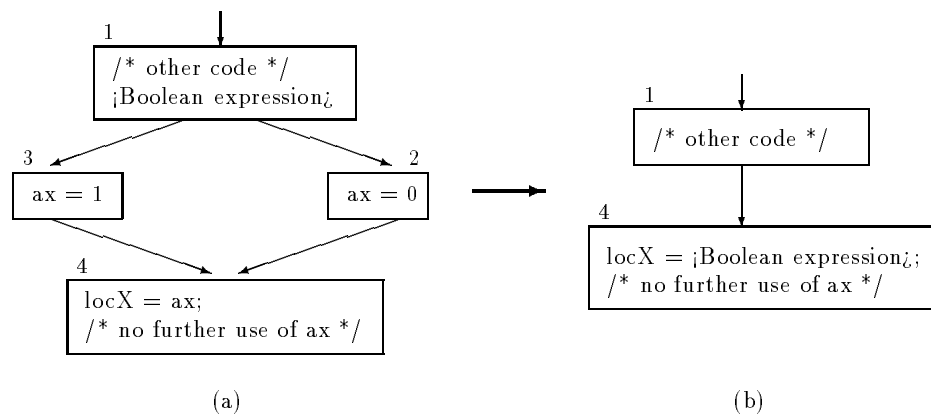 1
/* other code */
¡Boolean expression¿
3
2
ax = 1
ax = 0
4
locX = ax;
/* no further use of ax */
(a)
1
/* other code */
4
locX = ¡Boolean expression¿;
/* no further use of ax */
(b)